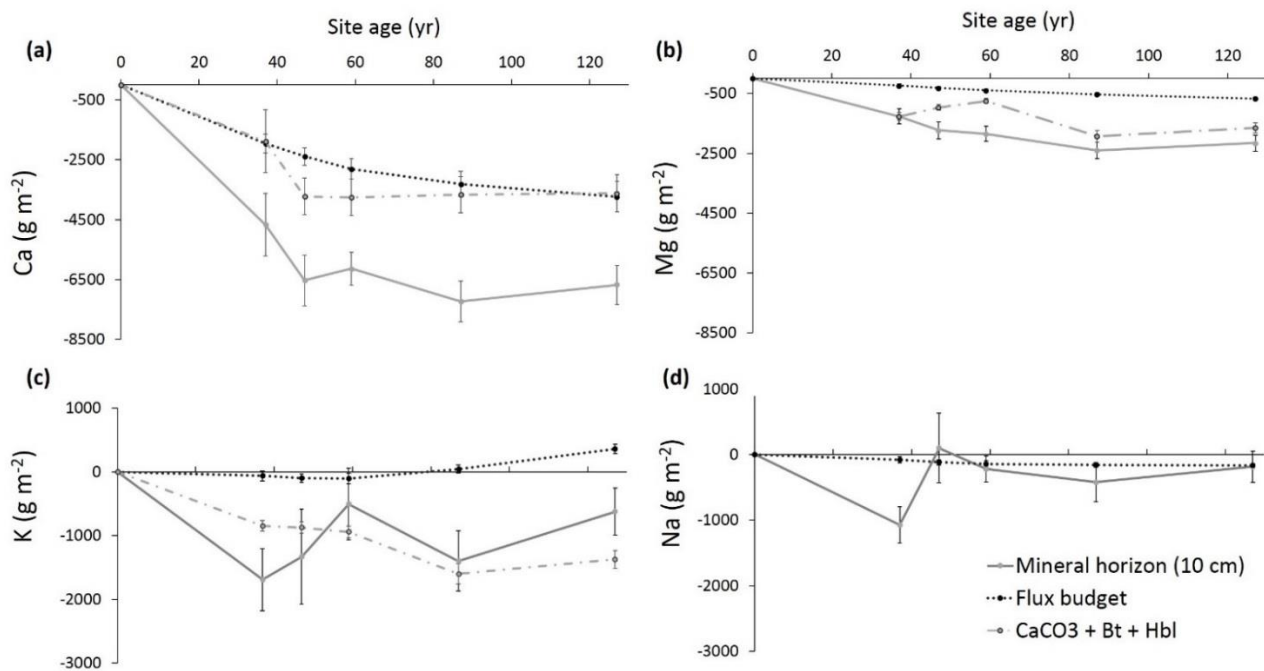 Site age (yr)
(a)
0 20 40 60 80 100 120
-500
-2500
-4500
-6500
-8500
Ca (g m⁻²)
Site age (yr)
(b)
0 20 40 60 80 100 120
-500
-2500
-4500
-6500
-8500
Mg (g m⁻²)
(c)
1000
0
-1000
-2000
-3000
K (g m⁻²)
(d)
1000
0
-1000
-2000
-3000
Na (g m⁻²)
Mineral horizon (10 cm)
Flux budget
CaCO3 + Bt + Hbl